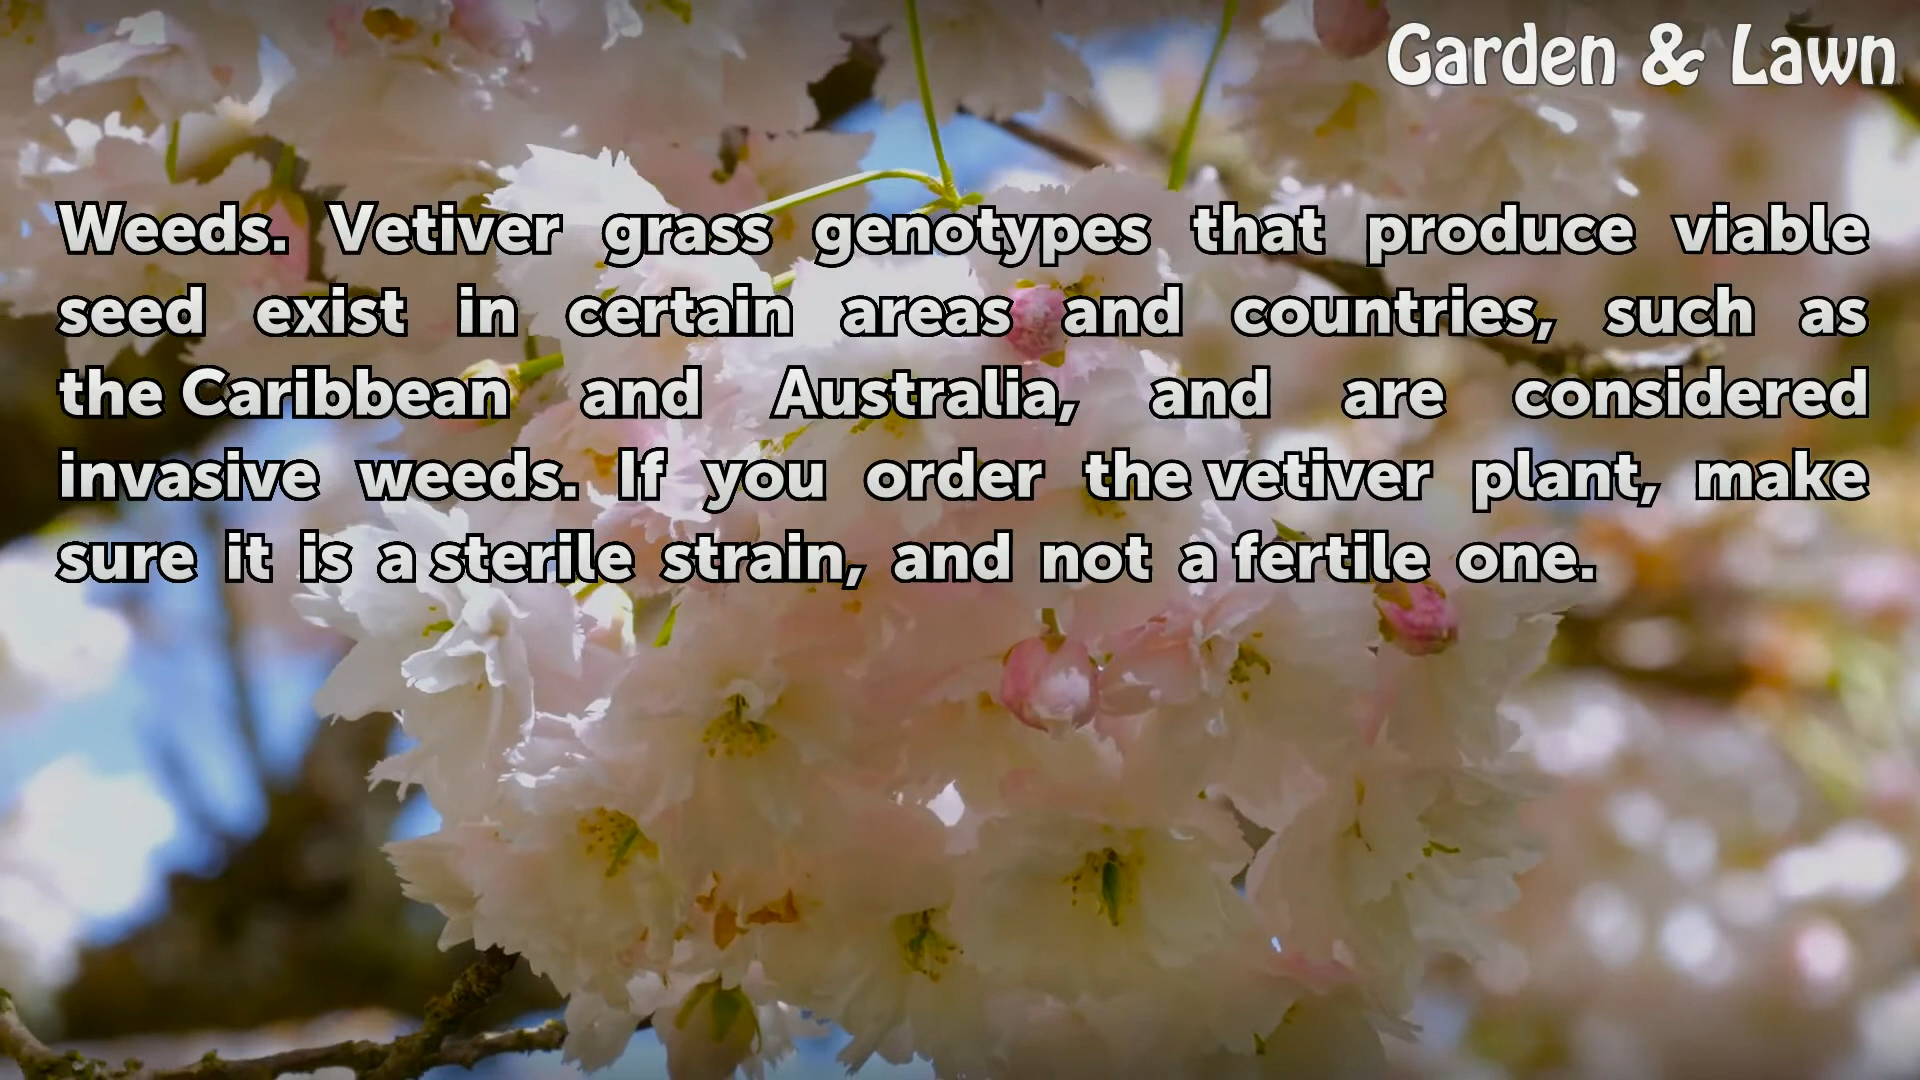 Garden & Lawn
Weeds. Vetiver grass genotypes that produce viable
seed exist in certain areas and countries, such as
the Caribbean and Australia, and are considered
invasive weeds. If you order the vetiver plant, make
sure it is a sterile strain, and not a fertile one.